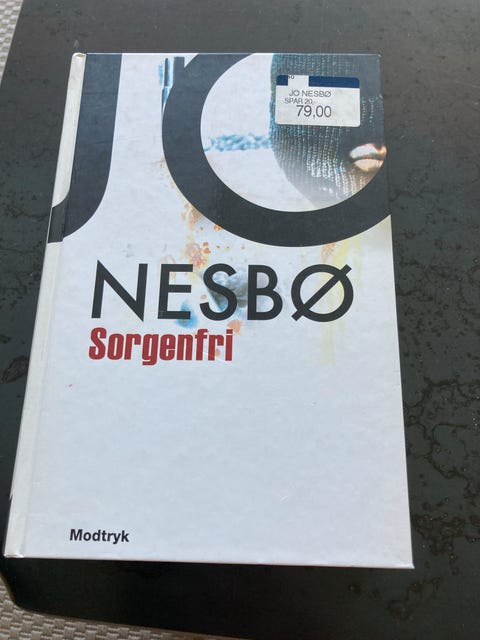 JO
JO NESBØ
SPAR 20,-
79,00
NESBØ
Sorgenfri
Modtryk